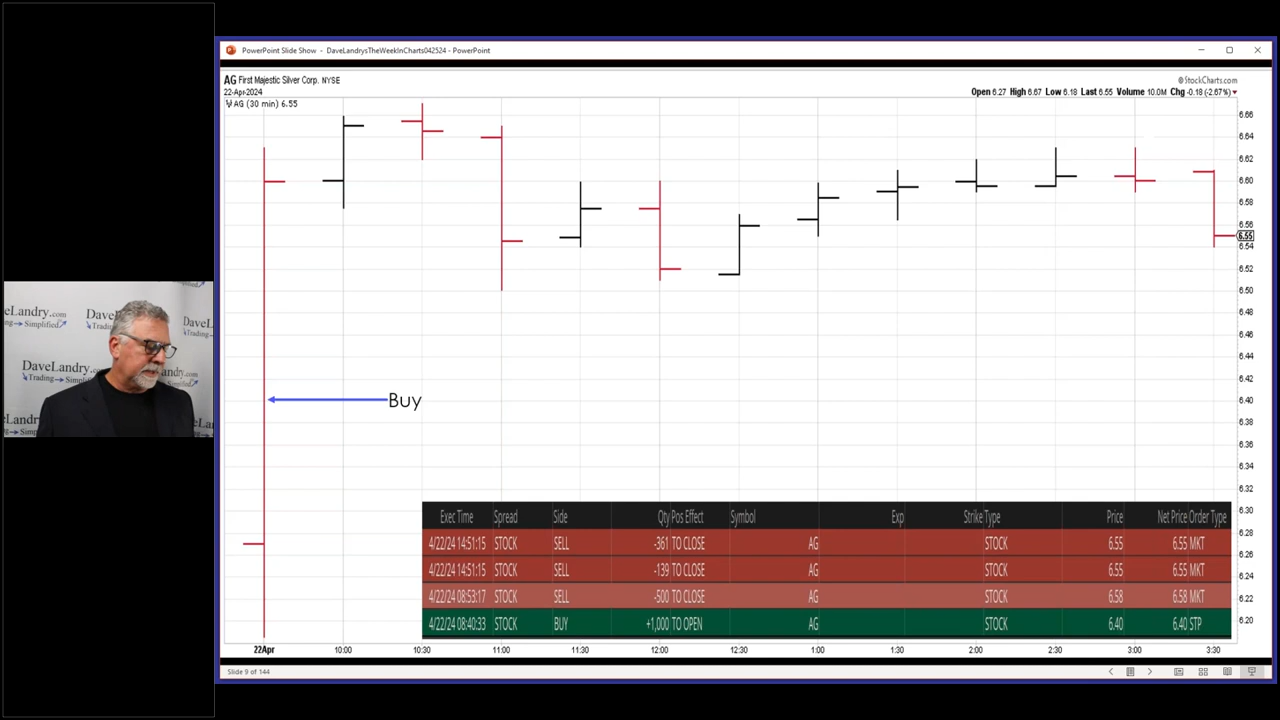 PowerPoint Slide Show - DaveLandrysTheWeekInCharts042524 - PowerPoint
AG First Majestic Silver Corp. NYSE
© StockCharts.com
22-Apr-2024
Open 6.27 High 6.67 Low 6.18 Last 6.55 Volume 10.0M Chg -0.18 (-2.67%)
AG (30 min) 6.55
6.66
6.64
6.62
6.60
6.58
6.56
6.55
6.54
6.52
6.50
6.48
6.46
6.44
6.42
6.40
6.38
6.36
6.34
6.32
6.30
6.28
6.26
6.24
6.22
6.20
Buy
Exec Time Spread Side Qty Pos Effect Symbol Exp Strike Type Price Net Price Order Type
4/22/24 14:51:15 STOCK SELL -361 TO CLOSE AG STOCK 6.55 6.55 MKT
4/22/24 14:51:15 STOCK SELL -139 TO CLOSE AG STOCK 6.55 6.55 MKT
4/22/24 08:53:17 STOCK SELL -500 TO CLOSE AG STOCK 6.58 6.58 MKT
4/22/24 08:40:33 STOCK BUY +1,000 TO OPEN AG STOCK 6.40 6.40 STP
22Apr 10:00 10:30 11:00 11:30 12:00 12:30 1:00 1:30 2:00 2:30 3:00 3:30
Slide 9 of 144
DaveLandry.com
Trading Simplified